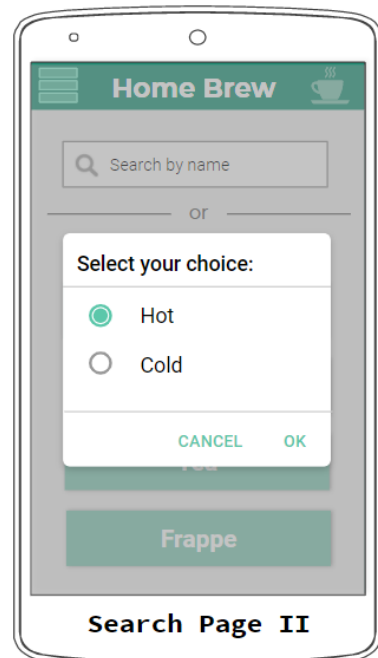 Home Brew
Search by name
or
Select your choice:
Hot
Cold
CANCEL OK
Frappe
Search Page II